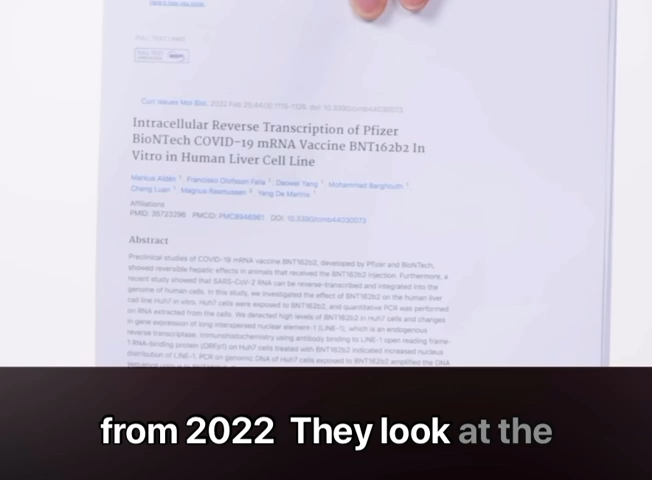 FULL TEXT LINKS
Curr Issues Mol Biol. 2022 Feb 25;44(3):1115-1126. doi: 10.3390/cimb44030073.
Intracellular Reverse Transcription of Pfizer
BioNTech COVID-19 mRNA Vaccine BNT162b2 In
Vitro in Human Liver Cell Line
Markus Aldén 1, Francisko Olofsson Falla 1, Daowei Yang 1, Mohammad Barghouth 1,
Cheng Luan 1, Magnus Rasmussen 2, Yang De Marinis 1
Affiliations
PMID: 35723296 PMCID: PMC8946961 DOI: 10.3390/cimb44030073
Abstract
Preclinical studies of COVID-19 mRNA vaccine BNT162b2, developed by Pfizer and BioNTech,
showed reversible hepatic effects in animals that received the BNT162b2 injection. Furthermore, a
recent study showed that SARS-CoV-2 RNA can be reverse-transcribed and integrated into the
genome of human cells. In this study, we investigated the effect of BNT162b2 on the human liver
cell line Huh7 in vitro. Huh7 cells were exposed to BNT162b2, and quantitative PCR was performed
on RNA extracted from the cells. We detected high levels of BNT162b2 in Huh7 cells and changes
in gene expression of long interspersed nuclear element-1 (LINE-1), which is an endogenous
reverse transcriptase. Immunohistochemistry using antibody binding to LINE-1 open reading frame-
1 RNA-binding protein (ORFp1) on Huh7 cells treated with BNT162b2 indicated increased nucleus
distribution of LINE-1. PCR on genomic DNA of Huh7 cells exposed to BNT162b2 amplified the DNA
from 2022 They look at the